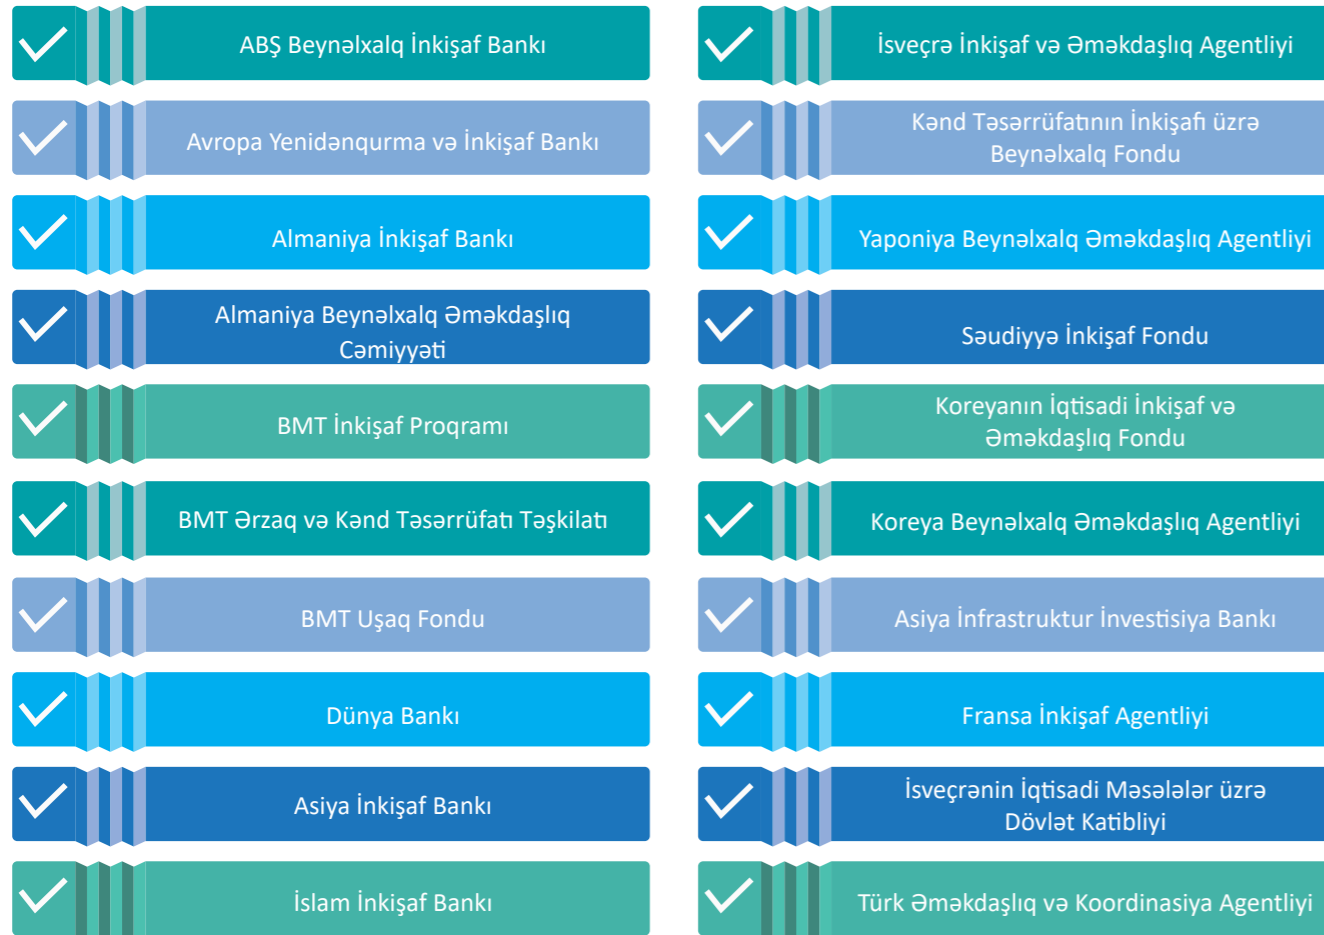 ABŞ Beynəlxalq İnkişaf Bankı
Avropa Yenidənqurma və İnkişaf Bankı
Almaniya İnkişaf Bankı
Almaniya Beynəlxalq Əməkdaşlıq
Cəmiyyəti
BMT İnkişaf Proqramı
BMT Ərzaq və Kənd Təsərrüfatı Təşkilatı
BMT Uşaq Fondu
Dünya Bankı
Asiya İnkişaf Bankı
İslam İnkişaf Bankı
İsveçrə İnkişaf və Əməkdaşlıq Agentliyi
Kənd Təsərrüfatının İnkişafı üzrə
Beynəlxalq Fondu
Yaponiya Beynəlxalq Əməkdaşlıq Agentliyi
Səudiyyə İnkişaf Fondu
Koreyanın İqtisadi İnkişaf və
Əməkdaşlıq Fondu
Koreya Beynəlxalq Əməkdaşlıq Agentliyi
Asiya İnfrastruktur İnvestisiya Bankı
Fransa İnkişaf Agentliyi
İsveçrənin İqtisadi Məsələlər üzrə
Dövlət Katibliyi
Türk Əməkdaşlıq və Koordinasiya Agentliyi